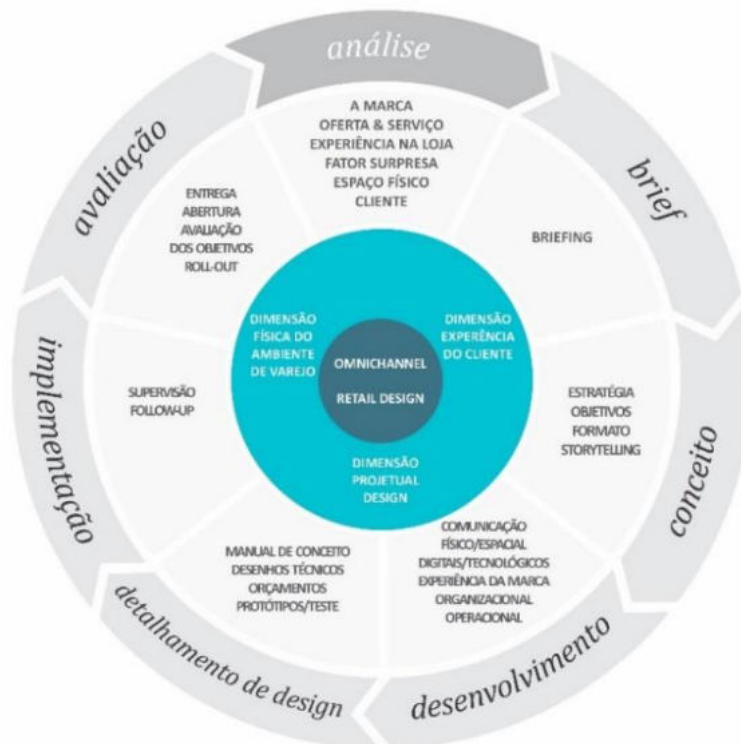 análise
A MARCA
OFERTA & SERVIÇO
EXPERIÊNCIA NA LOJA
FATOR SURPRESA
ESPAÇO FÍSICO
CLIENTE
brief
BRIEFING
conceito
ESTRATÉGIA
OBJETIVOS
FORMATO
STORYTELLING
desenvolvimento
COMUNICAÇÃO
FÍSICO/ESPACIAL
DIGITAIS/TECNOLÓGICOS
EXPERIÊNCIA DA MARCA
ORGANIZACIONAL
OPERACIONAL
detalhamento de design
MANUAL DE CONCEITO
DESENHOS TÉCNICOS
ORÇAMENTOS
PROTÓTIPOS/TESTE
implementação
SUPERVISÃO
FOLLOW-UP
avaliação
ENTREGA
ABERTURA
AVALIAÇÃO
DOS OBJETIVOS
ROLL-OUT
DIMENSÃO
FÍSICA DO
AMBIENTE
DE VAREJO
DIMENSÃO
EXPERÊNCIA
DO CLIENTE
OMNICHANNEL
RETAIL DESIGN
DIMENSÃO
PROJETUAL
DESIGN